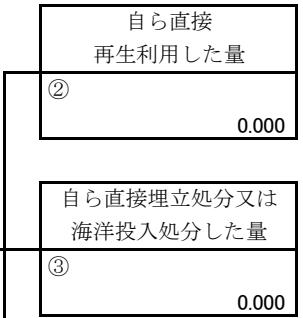 自ら直接
再生利用した量
②
0.000
自ら直接埋立処分又は
海洋投入処分した量
③
0.000